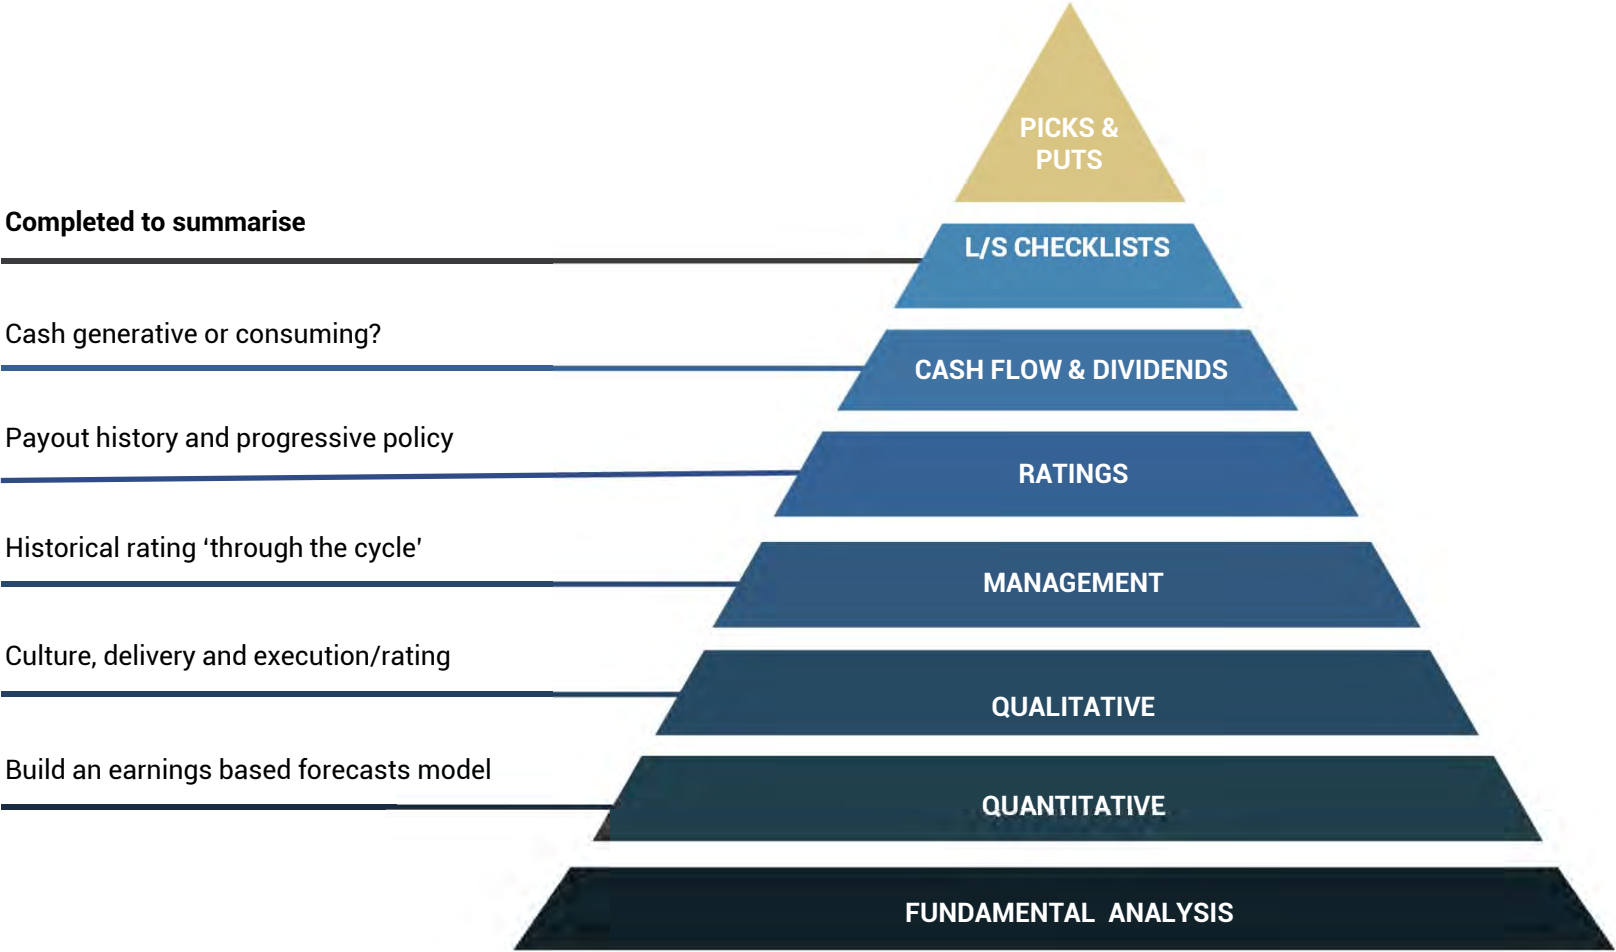 PICKS &
PUTS
Completed to summarise
L/S CHECKLISTS
Cash generative or consuming?
CASH FLOW & DIVIDENDS
Payout history and progressive policy
RATINGS
Historical rating ‘through the cycle’
MANAGEMENT
Culture, delivery and execution/rating
QUALITATIVE
Build an earnings based forecasts model
QUANTITATIVE
FUNDAMENTAL ANALYSIS